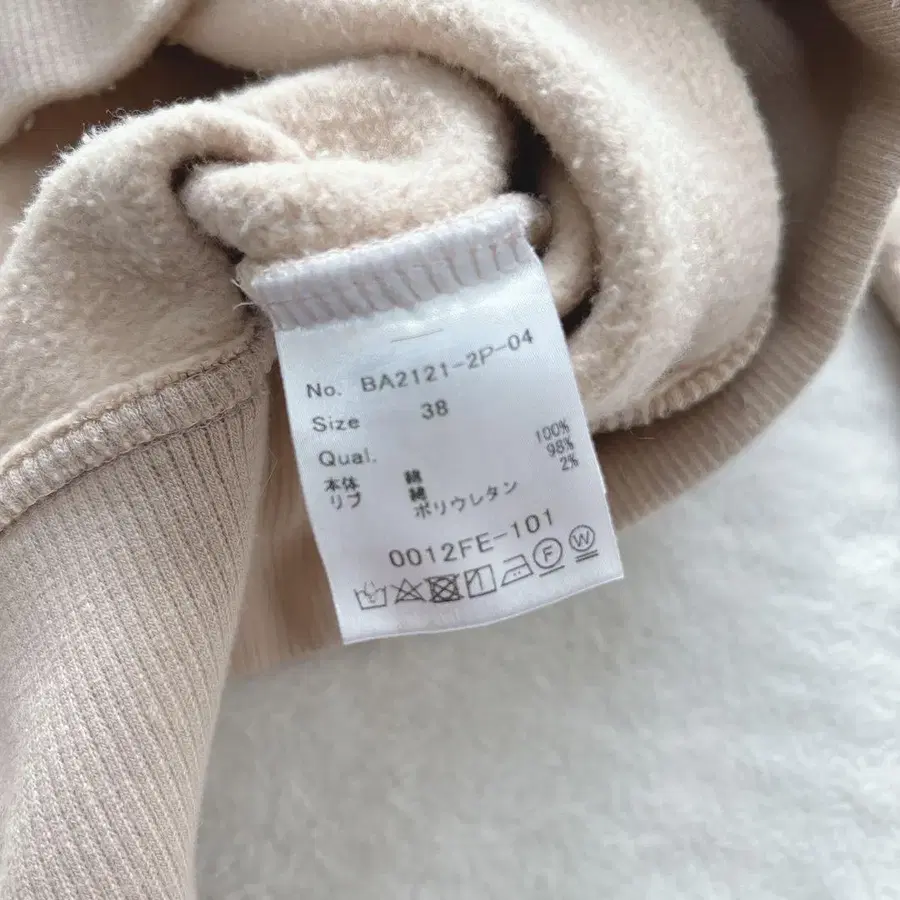 No. BA2121-2P-04
Size 38
Qual.
本体 綿 100%
リブ 綿 98%
ポリウレタン 2%
0012FE-101
F W